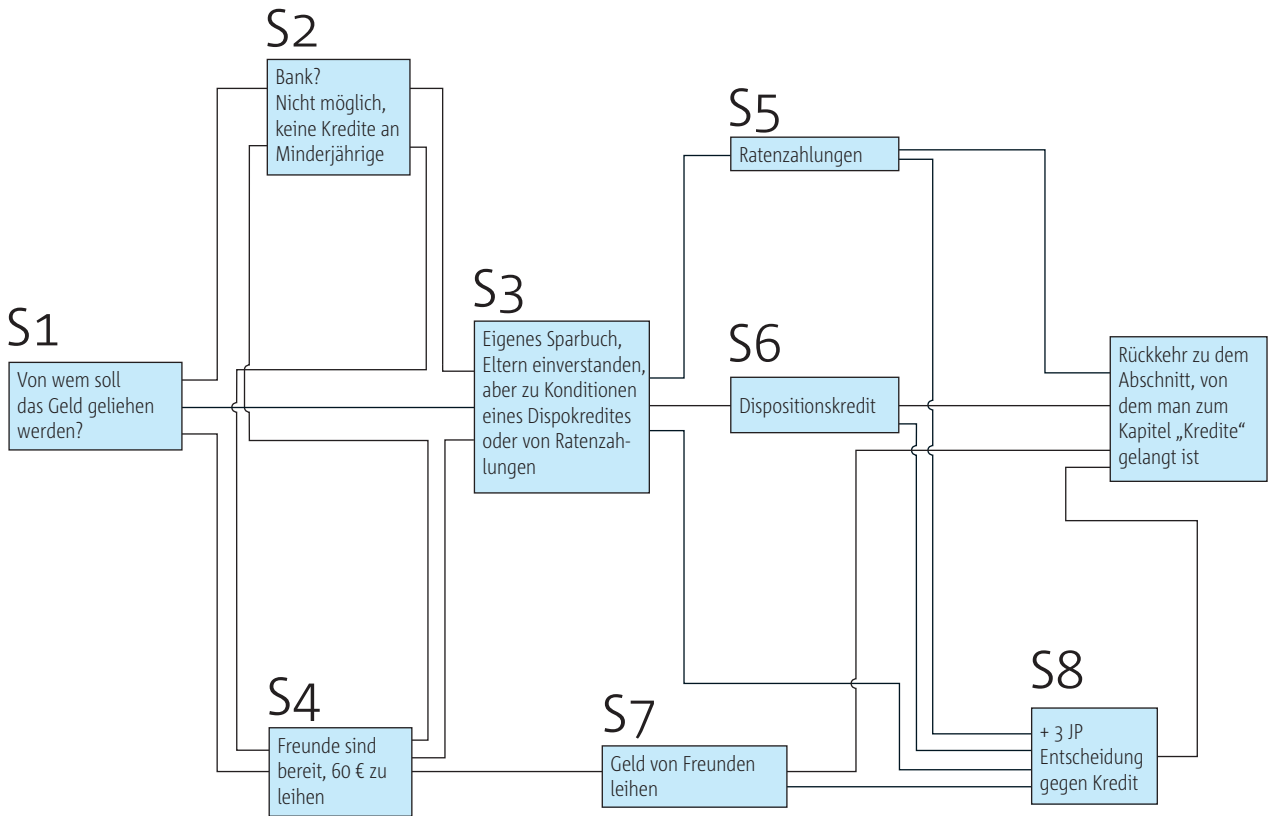 S1
Von wem soll
das Geld geliehen
werden?
S2
Bank?
Nicht möglich,
keine Kredite an
Minderjährige
S3
Eigenes Sparbuch,
Eltern einverstanden,
aber zu Konditionen
eines Dispokredites
oder von Ratenzah-
lungen
S4
Freunde sind
bereit, 60 € zu
leihen
S5
Ratenzahlungen
S6
Dispositionskredit
S7
Geld von Freunden
leihen
S8
+ 3 JP
Entscheidung
gegen Kredit
Rückkehr zu dem
Abschnitt, von
dem man zum
Kapitel „Kredite“
gelangt ist